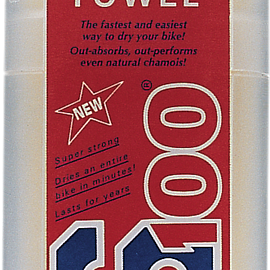 TOWEL
The fastest and easiest
way to dry your bike!
Out-absorbs, out-performs
even natural chamois!
NEW
Super strong
Dries an entire
bike in minutes!
Lasts for years
100®